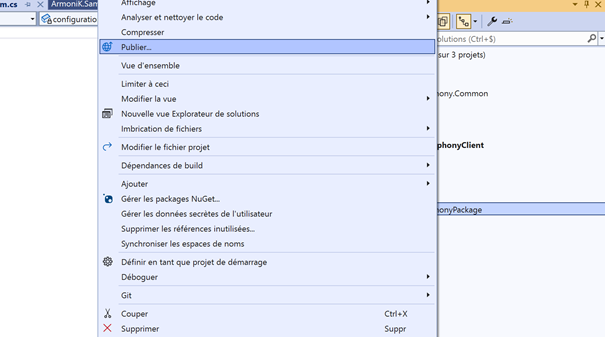 m.cs
ArmoniK.Sam
configuration
Affichage
Analyser et nettoyer le code
Compresser
Publier...
Vue d'ensemble
Limiter à ceci
Modifier la vue
Nouvelle vue Explorateur de solutions
Imbrication de fichiers
Modifier le fichier projet
Dépendances de build
Ajouter
Gérer les packages NuGet...
Gérer les données secrètes de l'utilisateur
Supprimer les références inutilisées...
Synchroniser les espaces de noms
Définir en tant que projet de démarrage
Déboguer
Git
Couper Ctrl+X
Supprimer Suppr
olutions (Ctrl+$)
sur 3 projets)
hony.Common
phonyClient
honyPackage